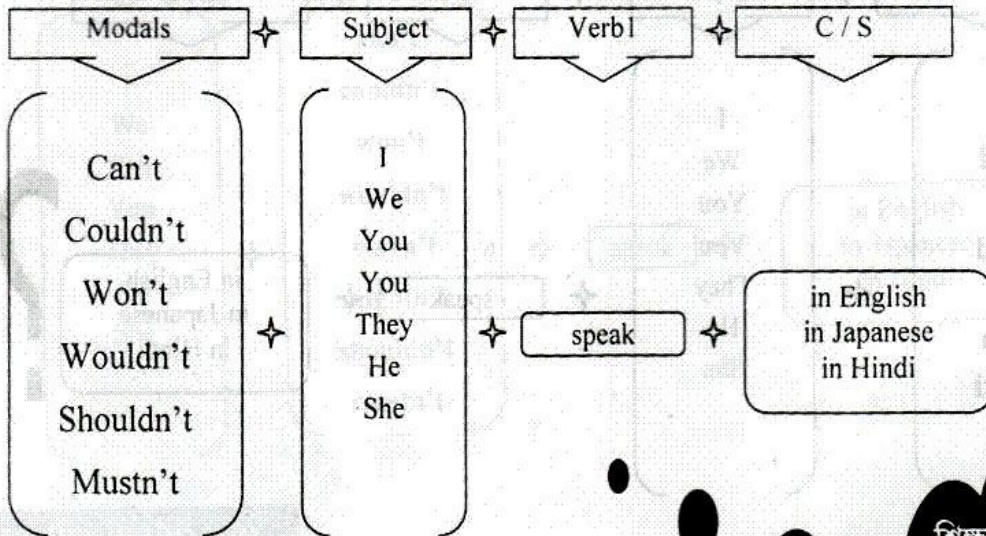 Modals Subject Verb1 C / S
Can't
Couldn't
Won't
Wouldn't
Shouldn't
Mustn't
I
We
You
You
They
He
She
speak
in English
in Japanese
in Hindi